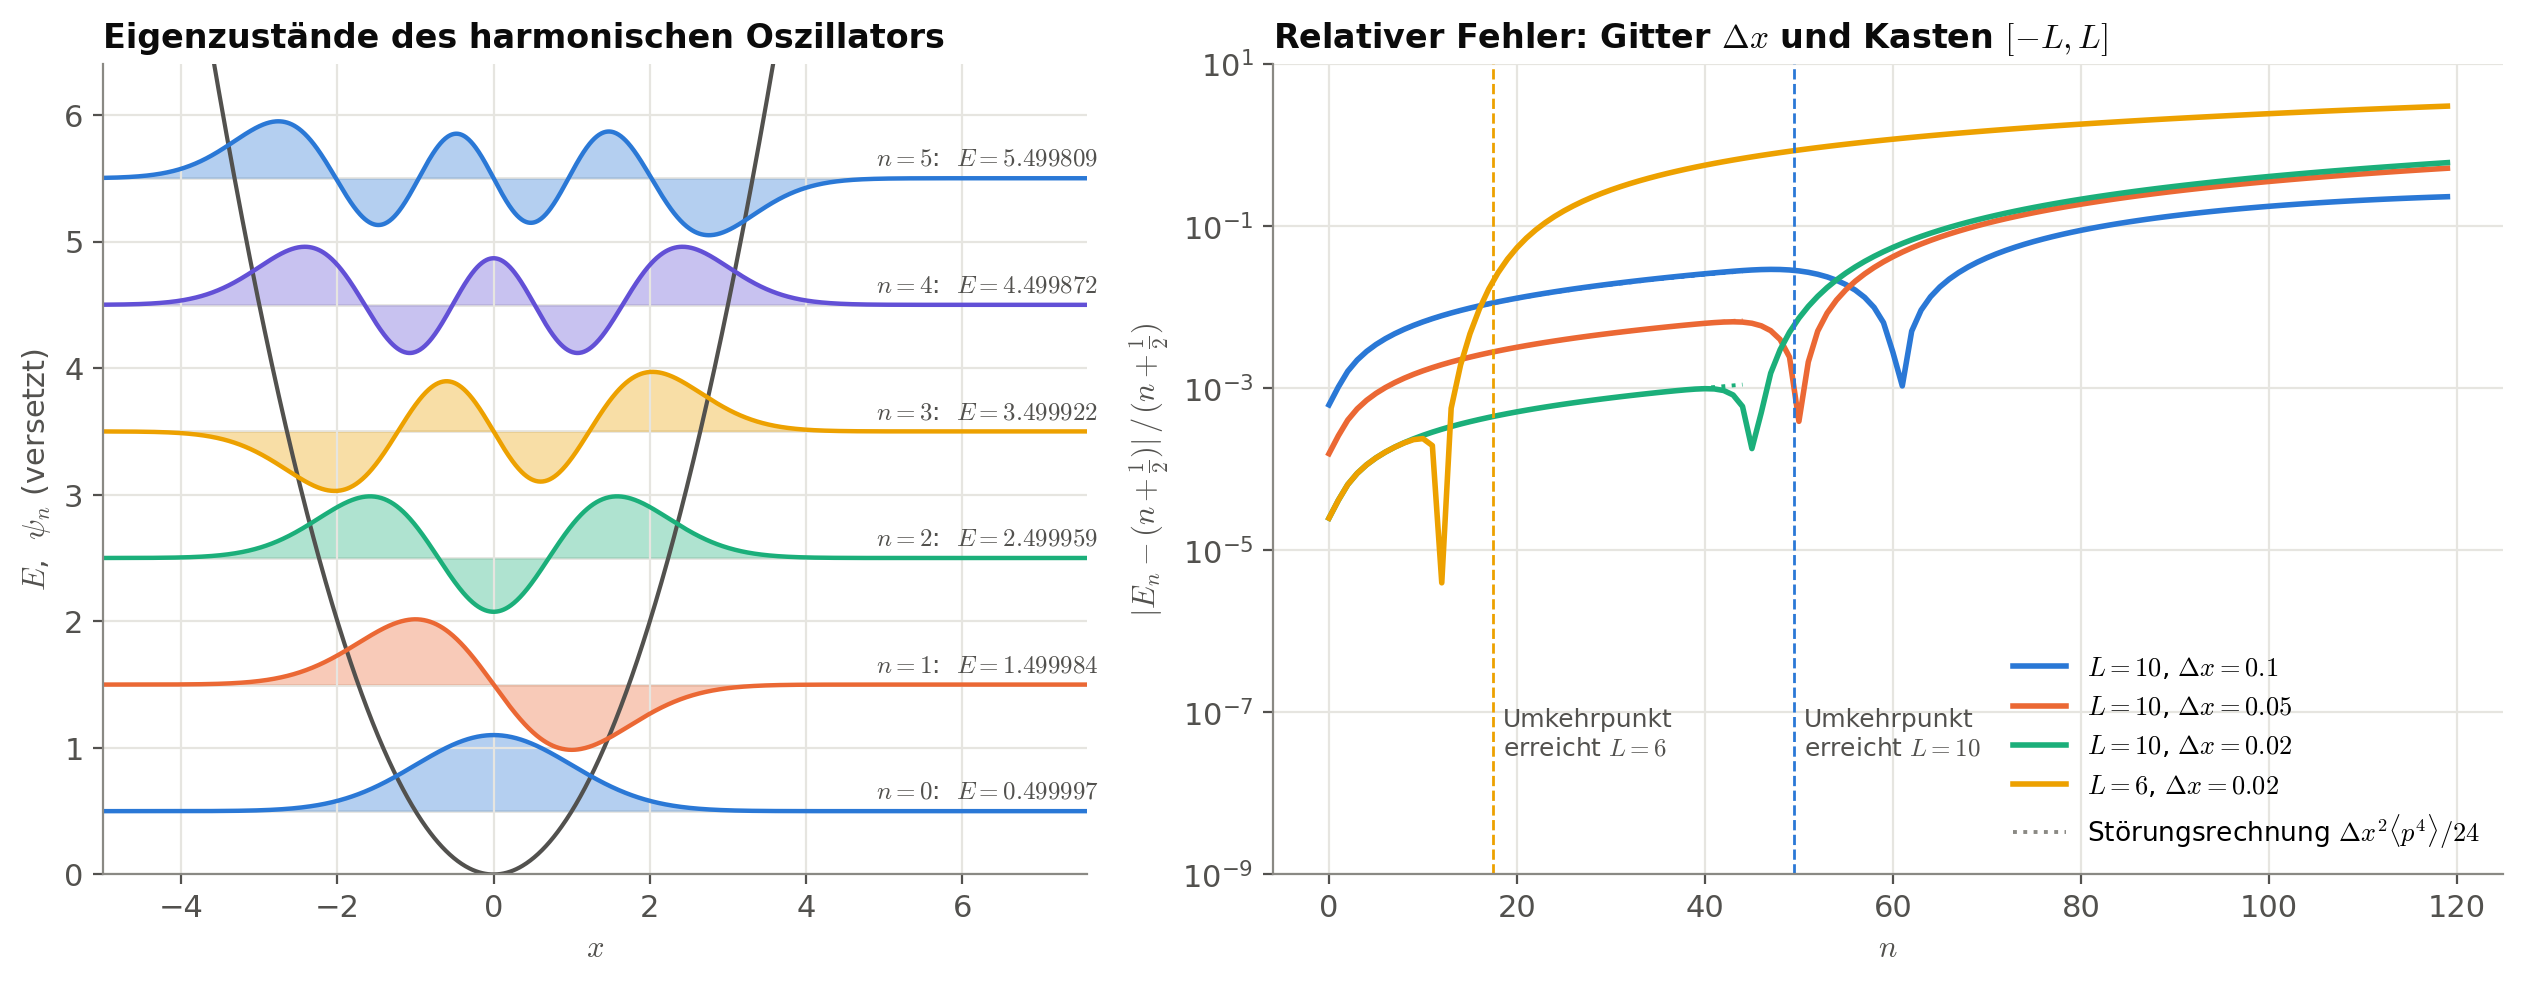 Eigenzustände des harmonischen Oszillators
E, ψ_n (versetzt)
6
5
4
3
2
1
0
n = 5: E = 5.499809
n = 4: E = 4.499872
n = 3: E = 3.499922
n = 2: E = 2.499959
n = 1: E = 1.499984
n = 0: E = 0.499997
−4 −2 0 2 4 6
x
Relativer Fehler: Gitter Δx und Kasten [−L, L]
|E_n − (n + 1/2)| / (n + 1/2)
10^1
10^−1
10^−3
10^−5
10^−7
10^−9
Umkehrpunkt
erreicht L = 6
Umkehrpunkt
erreicht L = 10
L = 10, Δx = 0.1
L = 10, Δx = 0.05
L = 10, Δx = 0.02
L = 6, Δx = 0.02
Störungsrechnung Δx²⟨p⁴⟩/24
0 20 40 60 80 100 120
n